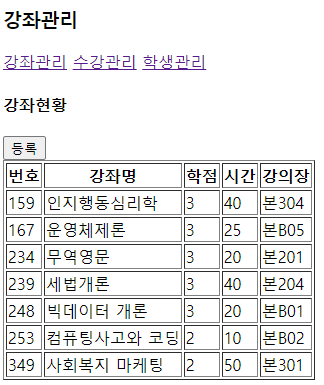 강좌관리
강좌관리 수강관리 학생관리
강좌현황
등록
번호 강좌명 학점 시간 강의장
159 인지행동심리학 3 40 본304
167 운영체제론 3 25 본B05
234 무역영문 3 20 본201
239 세법개론 3 40 본204
248 빅데이터 개론 3 20 본B01
253 컴퓨팅사고와 코딩 2 10 본B02
349 사회복지 마케팅 2 50 본301